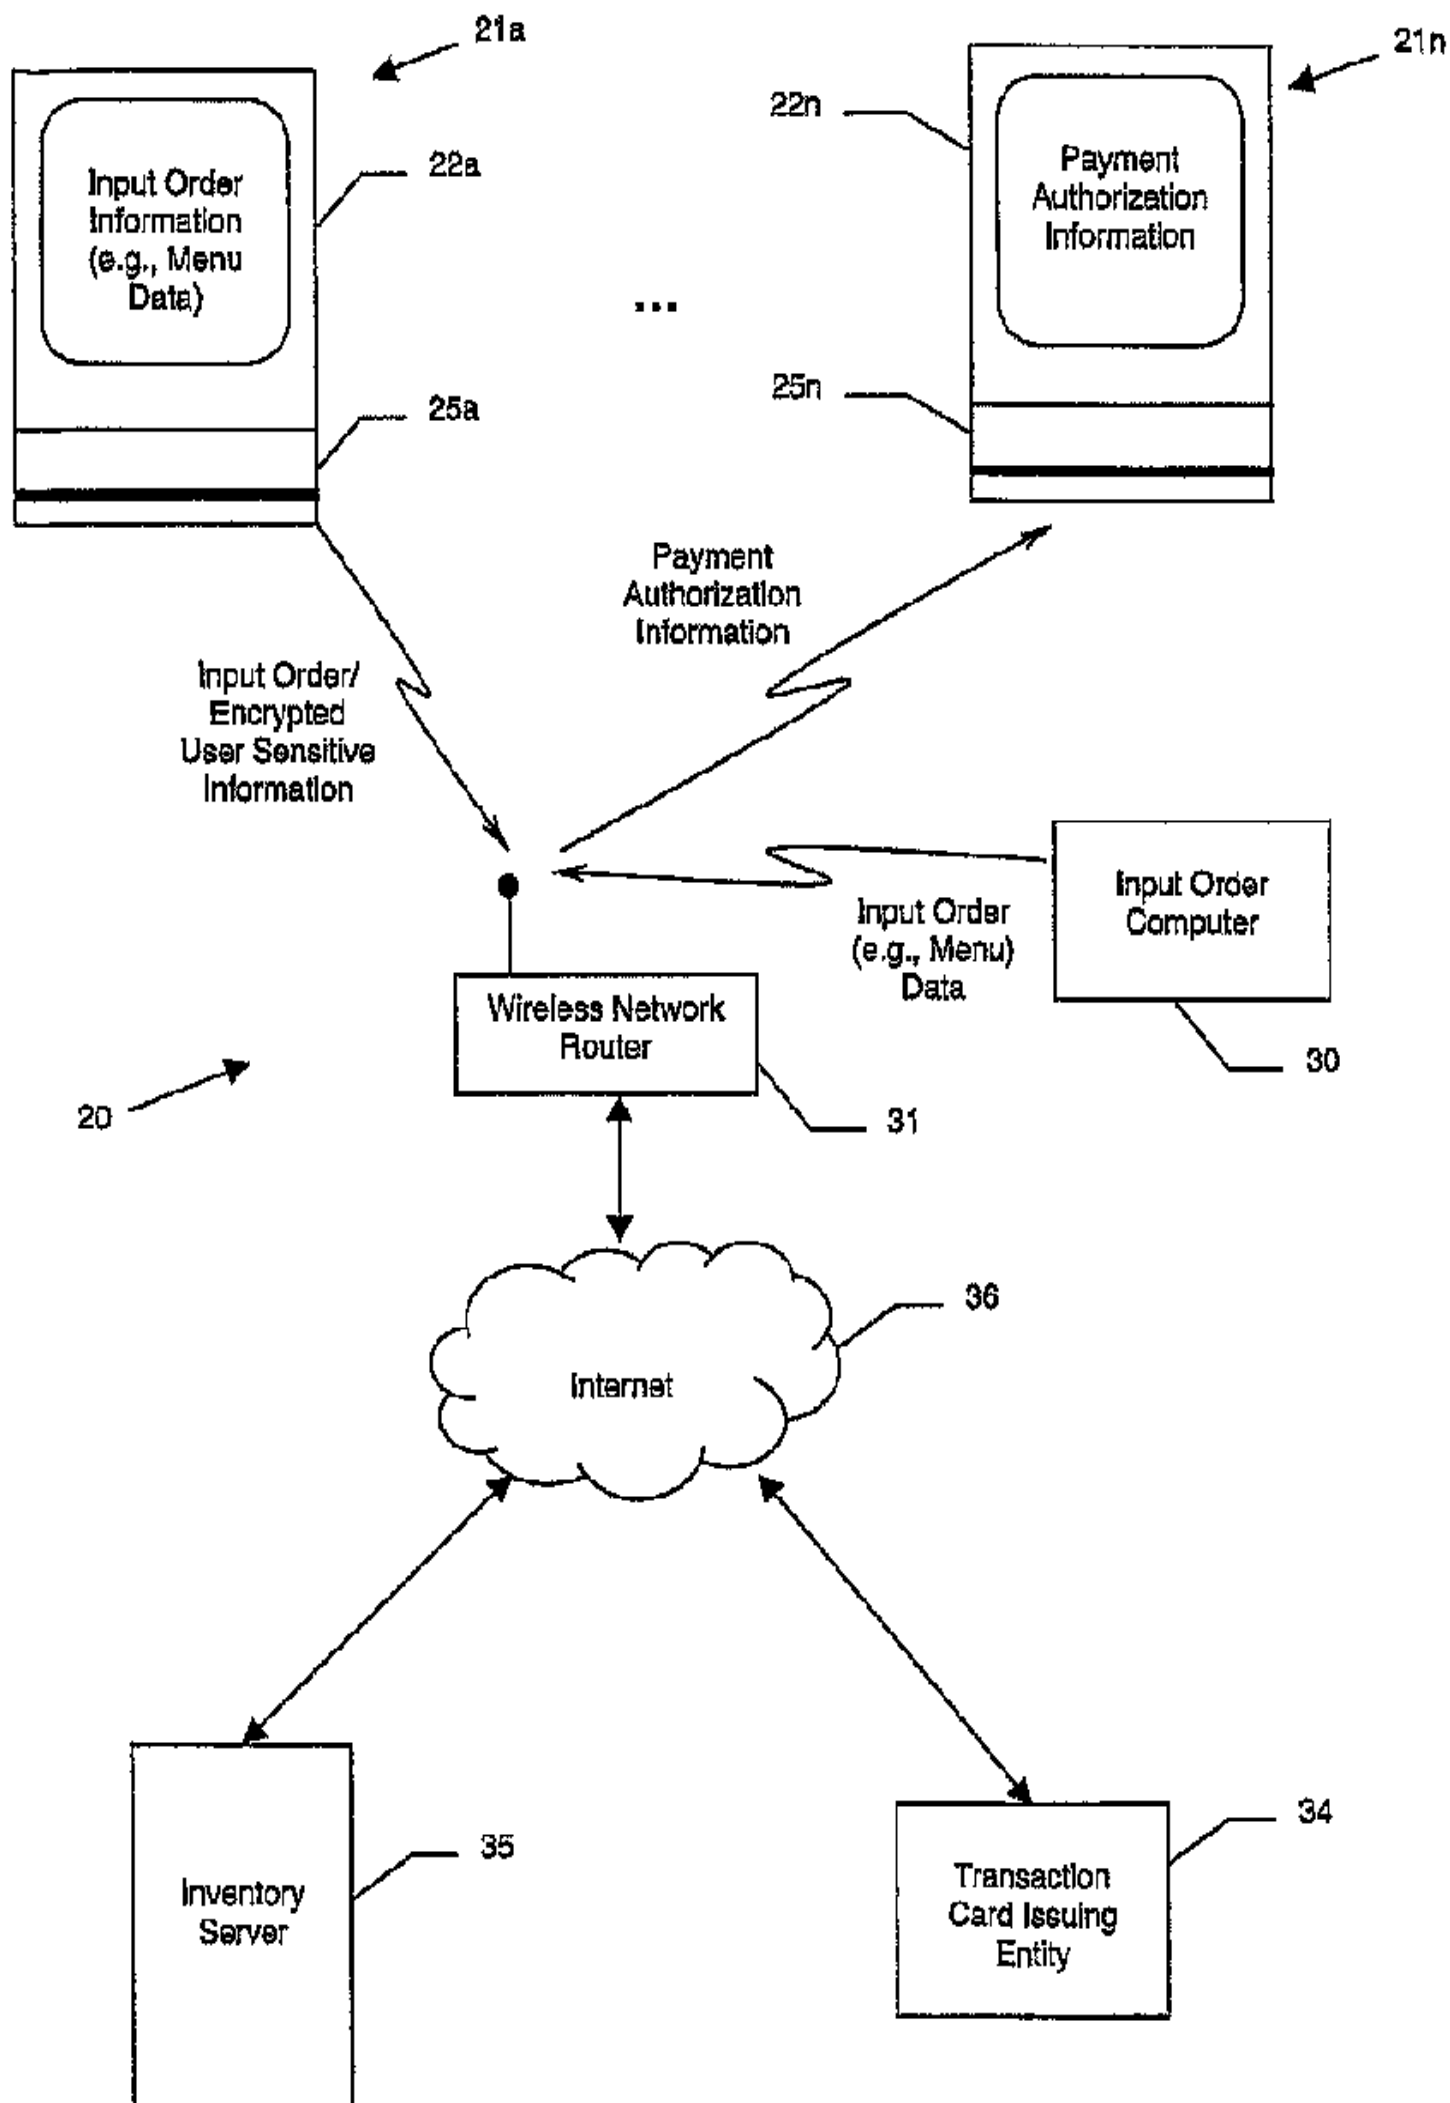 21a
21n
22n
22a
Input Order
Information
(e.g., Menu
Data)
Payment
Authorization
Information
...
25n
25a
Payment
Authorization
Information
Input Order/
Encrypted
User Sensitive
Information
Input Order
Computer
Input Order
(e.g., Menu)
Data
Wireless Network
Router
30
20
31
36
Internet
34
35
Inventory
Server
Transaction
Card Issuing
Entity